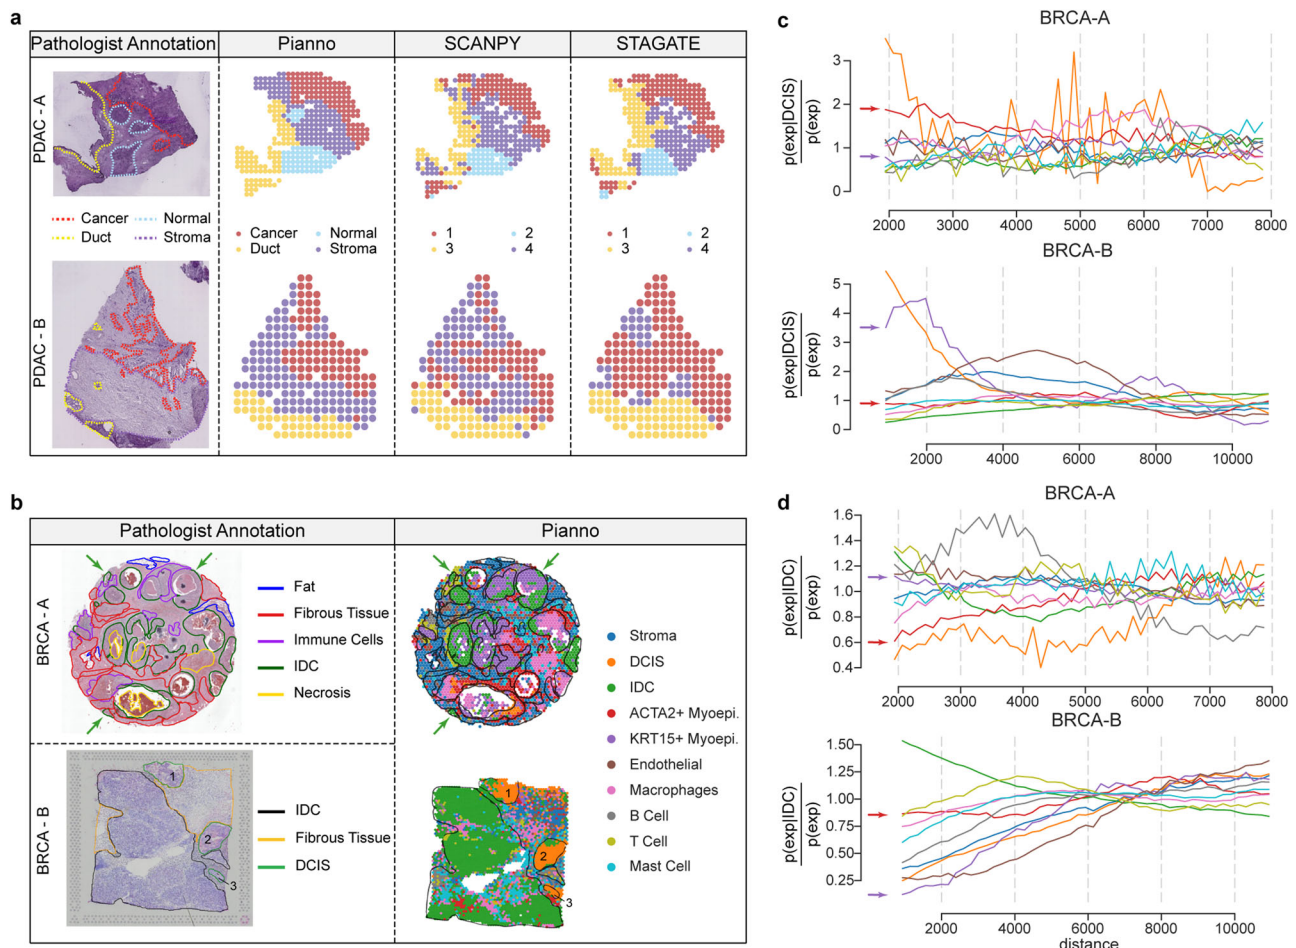 a
Pathologist Annotation
Pianno
SCANPY
STAGATE
PDAC - A
Cancer
Normal
Duct
Stroma
Cancer
Normal
Duct
Stroma
1
2
3
4
1
2
3
4
PDAC - B
b
Pathologist Annotation
Pianno
BRCA - A
Fat
Fibrous Tissue
Immune Cells
IDC
Necrosis
BRCA - B
1
2
3
IDC
Fibrous Tissue
DCIS
1
2
3
Stroma
DCIS
IDC
ACTA2+ Myoepi.
KRT15+ Myoepi.
Endothelial
Macrophages
B Cell
T Cell
Mast Cell
c
BRCA-A
p(exp|DCIS)
p(exp)
3
2
1
0
2000 3000 4000 5000 6000 7000 8000
BRCA-B
p(exp|DCIS)
p(exp)
5
4
3
2
1
0
2000 4000 6000 8000 10000
d
BRCA-A
p(exp|IDC)
p(exp)
1.6
1.4
1.2
1.0
0.8
0.6
0.4
2000 3000 4000 5000 6000 7000 8000
BRCA-B
p(exp|IDC)
p(exp)
1.50
1.25
1.00
0.75
0.50
0.25
2000 4000 6000 8000 10000
distance